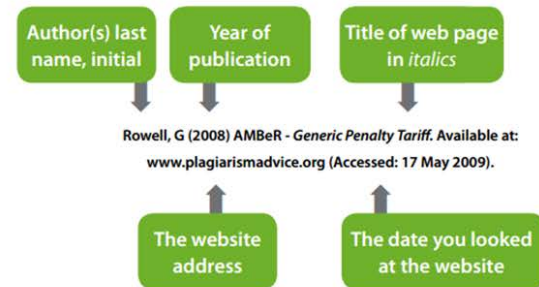 Author(s) last
name, initial
Year of
publication
Title of web page
in italics
Rowell, G (2008) AMBeR - Generic Penalty Tariff. Available at:
www.plagiarismadvice.org (Accessed: 17 May 2009).
The website
address
The date you looked
at the website